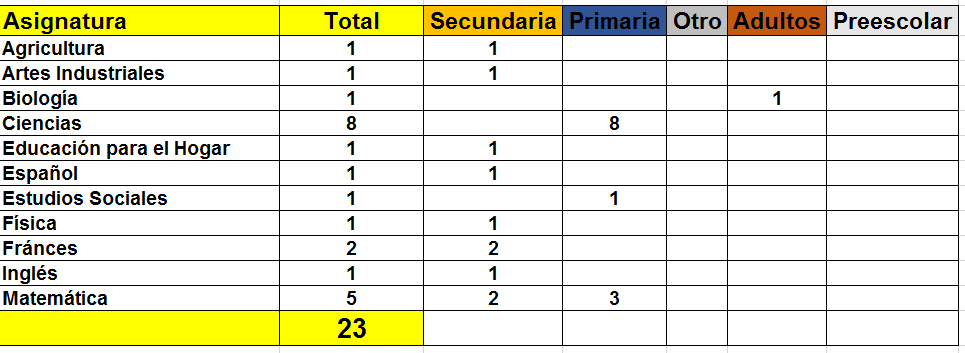 Asignatura Total Secundaria Primaria Otro Adultos Preescolar
Agricultura 1 1
Artes Industriales 1 1
Biología 1 1
Ciencias 8 8
Educación para el Hogar 1 1
Español 1 1
Estudios Sociales 1 1
Física 1 1
Fránces 2 2
Inglés 1 1
Matemática 5 2 3
23